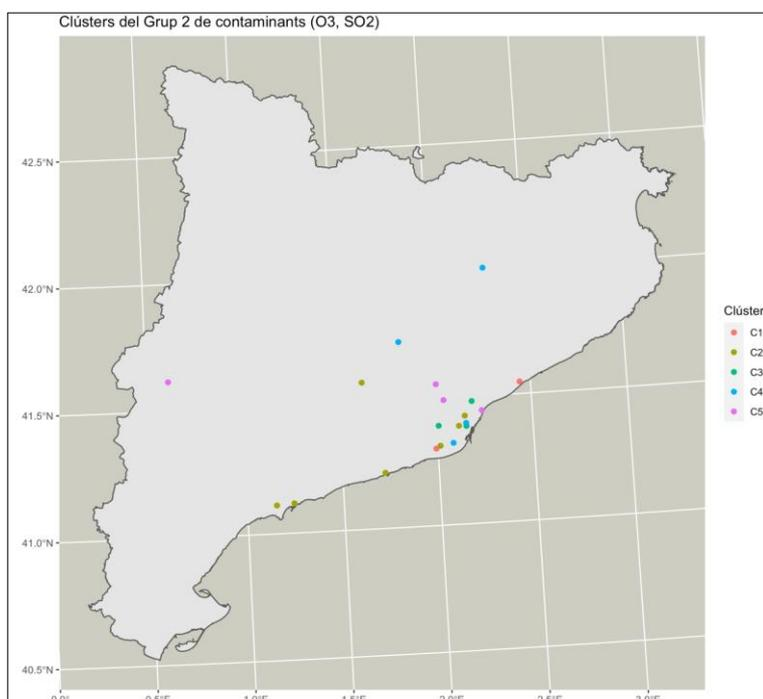 Clústers del Grup 2 de contaminants (O3, SO2)
42.5°N
42.0°N
41.5°N
41.0°N
40.5°N
Clúster
C1
C2
C3
C4
C5